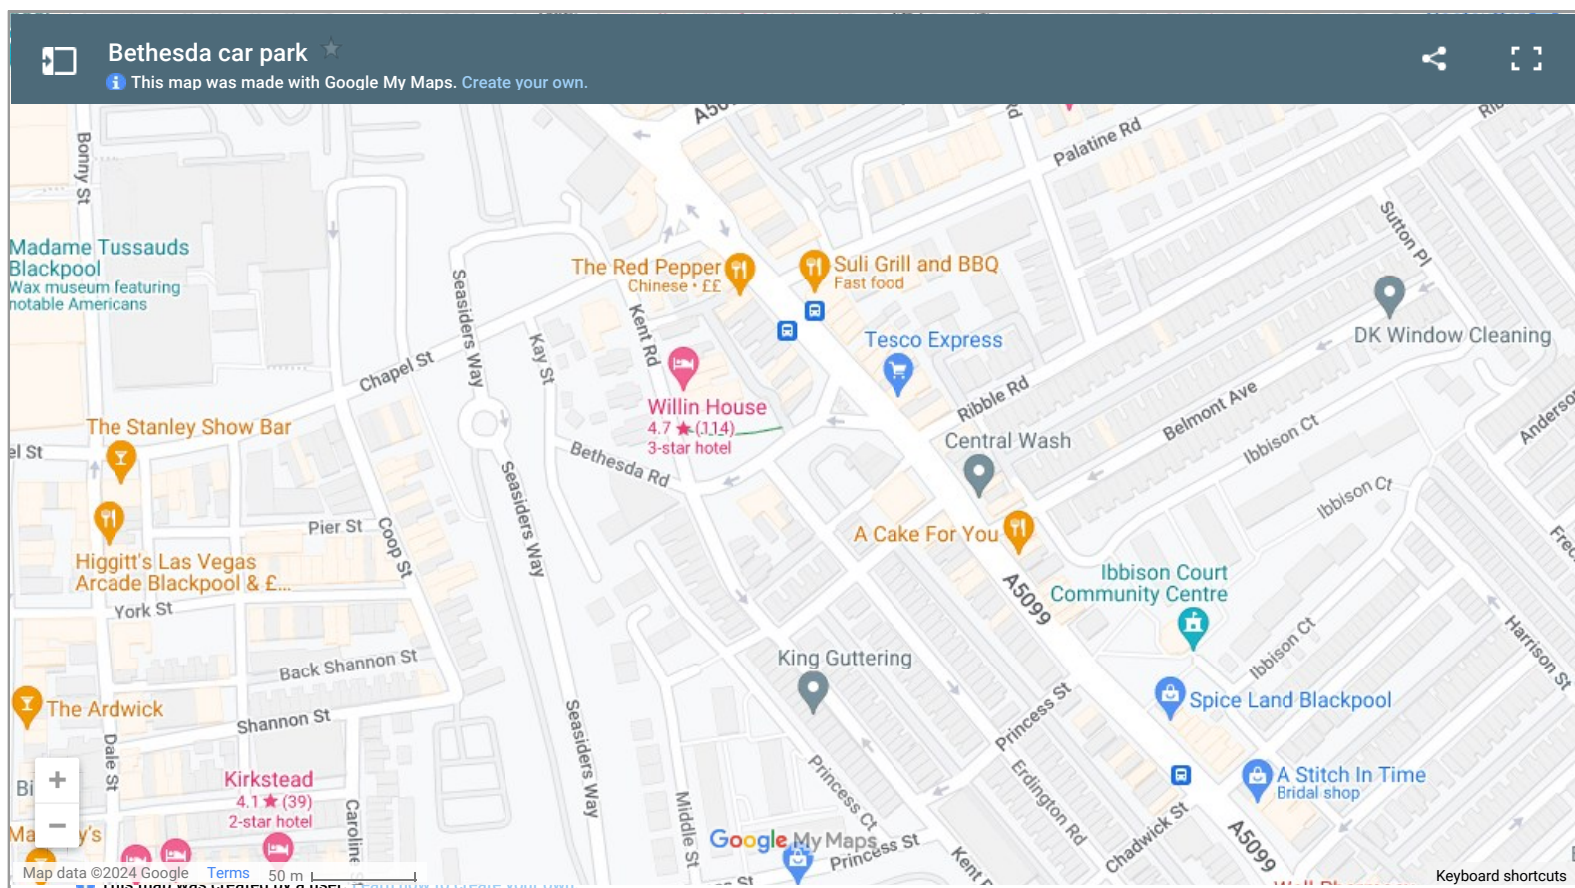 Bethesda car park
This map was made with Google My Maps. Create your own.
Bonny St
Palatine Rd
Rd
Sutton Pl
Madame Tussauds
Blackpool
Wax museum featuring
notable Americans
Seasiders Way
The Red Pepper
Chinese • ££
Suli Grill and BBQ
Fast food
Kent Rd
Kay St
Tesco Express
DK Window Cleaning
Chapel St
Ribble Rd
Belmont Ave
Willin House
4.7 ★ (114)
3-star hotel
The Stanley Show Bar
el St
Central Wash
Ibbison Ct
Bethesda Rd
Seasiders Way
Ibbison Ct
Pier St
Coop St
A Cake For You
Higgitt's Las Vegas
Arcade Blackpool & £...
A5099
Ibbison Court
Community Centre
York St
Ibbison Ct
Harrison St
Back Shannon St
King Guttering
The Ardwick
Shannon St
Seasiders Way
Princess St
Spice Land Blackpool
Dale St
Kirkstead
4.1 ★ (39)
2-star hotel
Princess Ct
Erdington Rd
A Stitch In Time
Bridal shop
Middle St
Chadwick St
A5099
Google My Maps
Princess St
Map data ©2024 Google Terms 50 m
Keyboard shortcuts